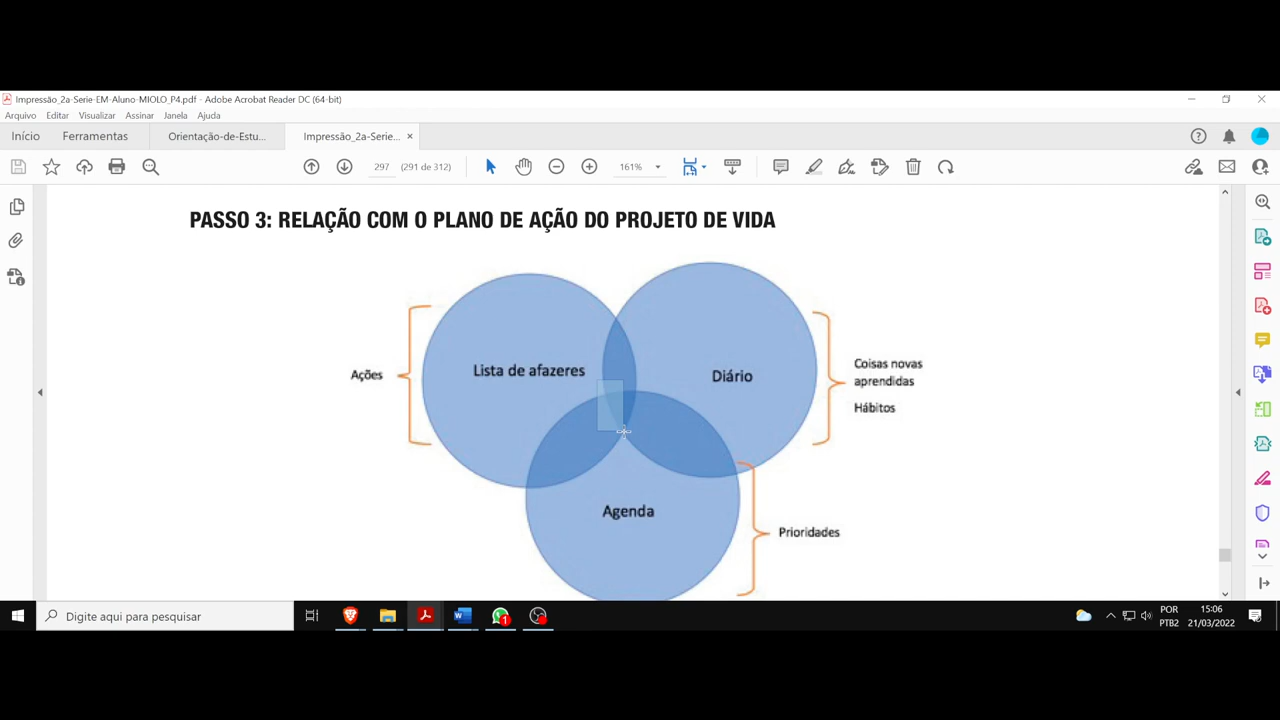 Impressão_2a-Serie-EM-Aluno-MIOLO_P4.pdf - Adobe Acrobat Reader DC (64-bit)
Arquivo Editar Visualizar Assinar Janela Ajuda
Início Ferramentas Orientação-de-Estu... Impressão_2a-Serie... ×
297 (291 de 312) 161%
PASSO 3: RELAÇÃO COM O PLANO DE AÇÃO DO PROJETO DE VIDA
Ações
Lista de afazeres
Diário
Coisas novas
aprendidas
Hábitos
Agenda
Prioridades
Digite aqui para pesquisar
1
POR
PTB2
15:06
21/03/2022